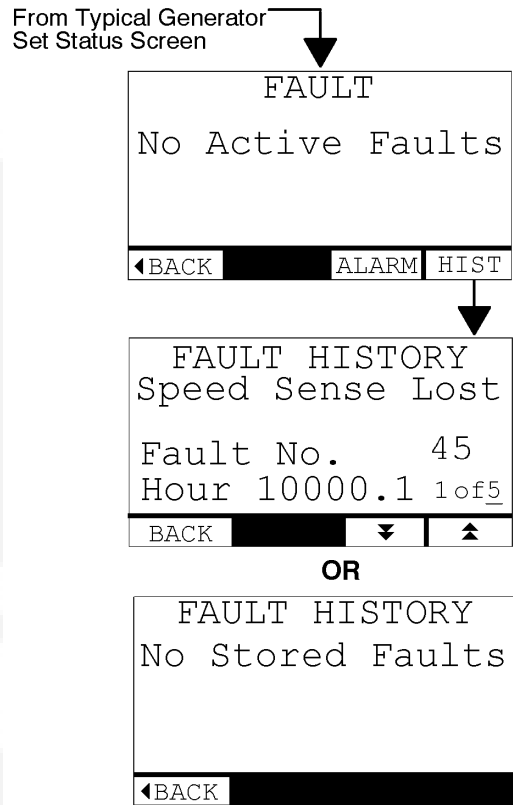 From Typical Generator
Set Status Screen
FAULT
No Active Faults
BACK ALARM HIST
FAULT HISTORY
Speed Sense Lost
Fault No. 45
Hour 10000.1 1of5
BACK
OR
FAULT HISTORY
No Stored Faults
BACK